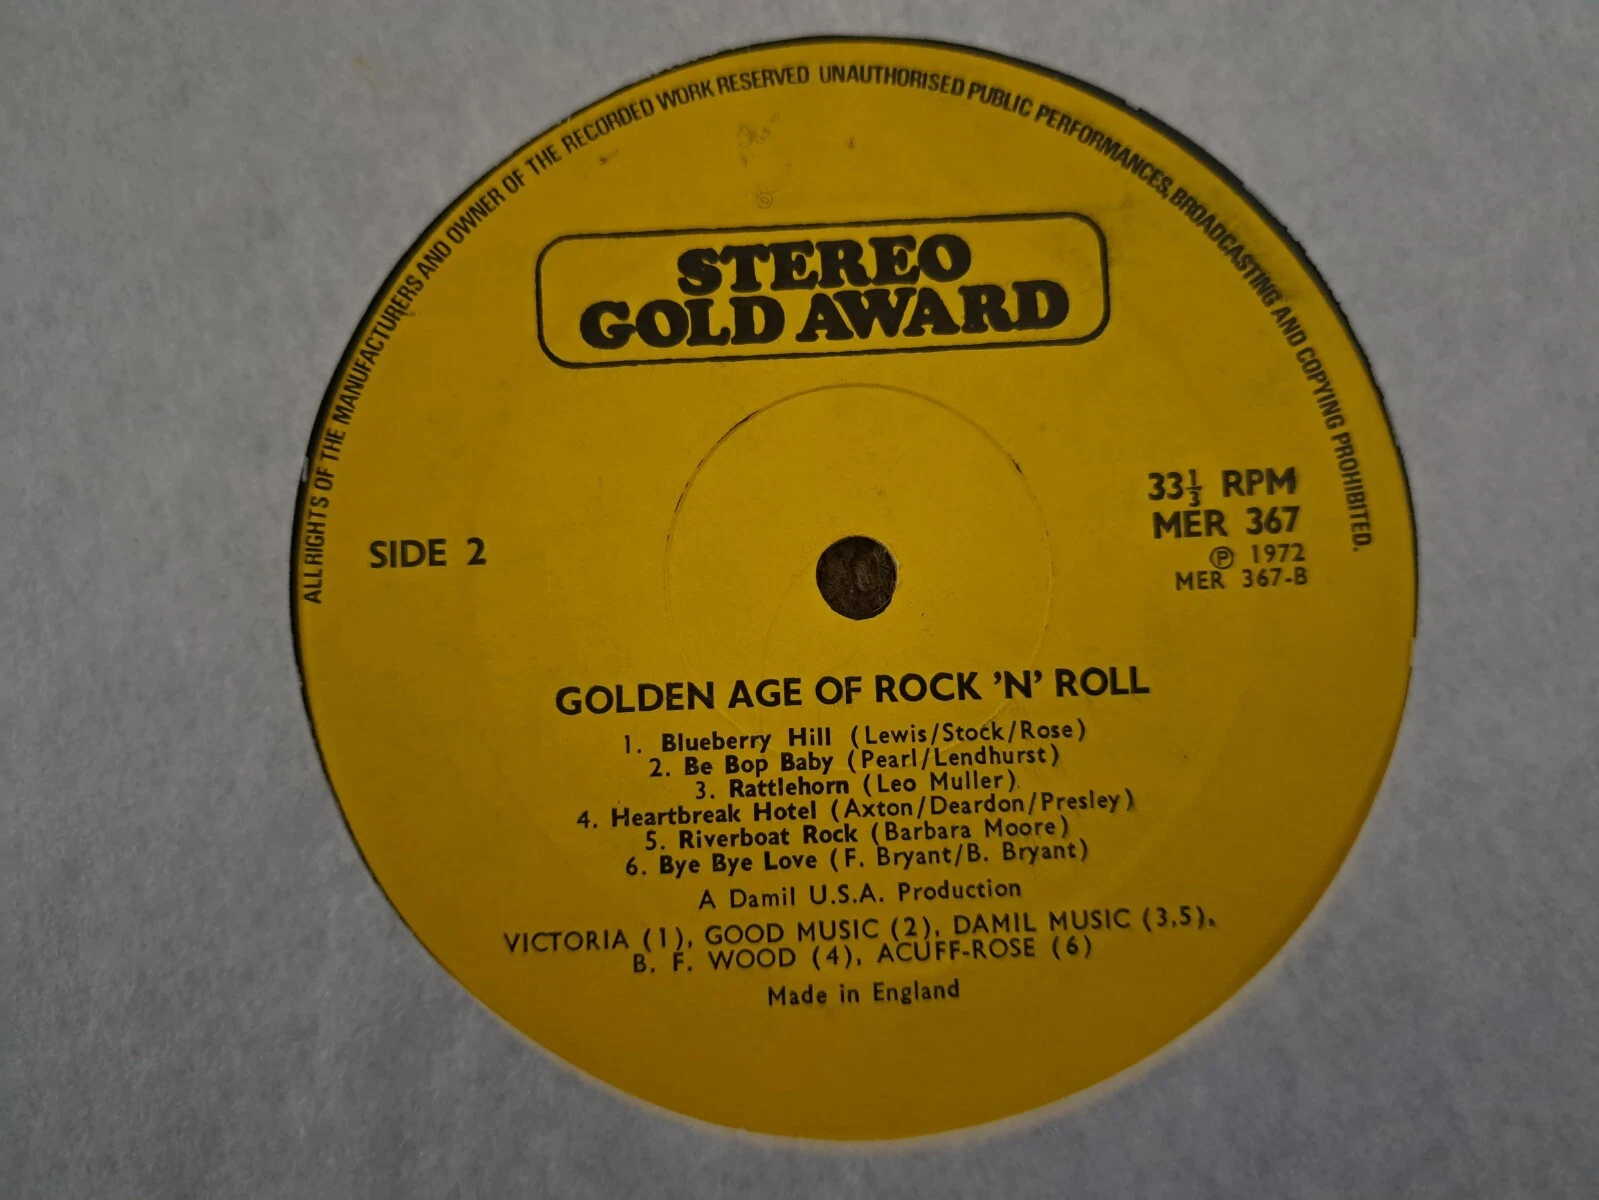 ALL RIGHTS OF THE MANUFACTURERS AND OWNER OF THE RECORDED WORK RESERVED UNAUTHORISED PUBLIC PERFORMANCES, BROADCASTING AND COPYING PROHIBITED.
STEREO
GOLD AWARD
33⅓ RPM
MER 367
SIDE 2
℗ 1972
MER 367-B
GOLDEN AGE OF ROCK 'N' ROLL
1. Blueberry Hill (Lewis/Stock/Rose)
2. Be Bop Baby (Pearl/Lendhurst)
3. Rattlehorn (Leo Muller)
4. Heartbreak Hotel (Axton/Deardon/Presley)
5. Riverboat Rock (Barbara Moore)
6. Bye Bye Love (F. Bryant/B. Bryant)
A Damil U.S.A. Production
VICTORIA (1), GOOD MUSIC (2), DAMIL MUSIC (3,5),
B. F. WOOD (4), ACUFF-ROSE (6)
Made in England